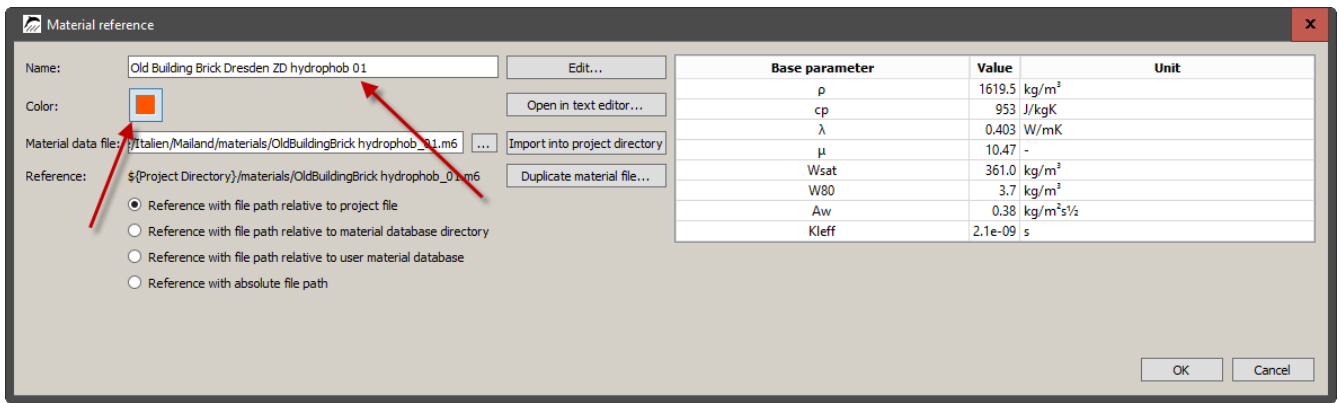 Material reference
x
Name: Old Building Brick Dresden ZD hydrophob 01 Edit...
Color: Open in text editor...
Material data file: :/Italien/Mailand/materials/OldBuildingBrick hydrophob_01.m6 ... Import into project directory
Reference: ${Project Directory}/materials/OldBuildingBrick hydrophob_01.m6 Duplicate material file...
Reference with file path relative to project file
Reference with file path relative to material database directory
Reference with file path relative to user material database
Reference with absolute file path
Base parameter Value Unit
ρ 1619.5 kg/m³
cp 953 J/kgK
λ 0.403 W/mK
μ 10.47 -
Wsat 361.0 kg/m³
W80 3.7 kg/m³
Aw 0.38 kg/m²s½
Kleff 2.1e-09 s
OK Cancel